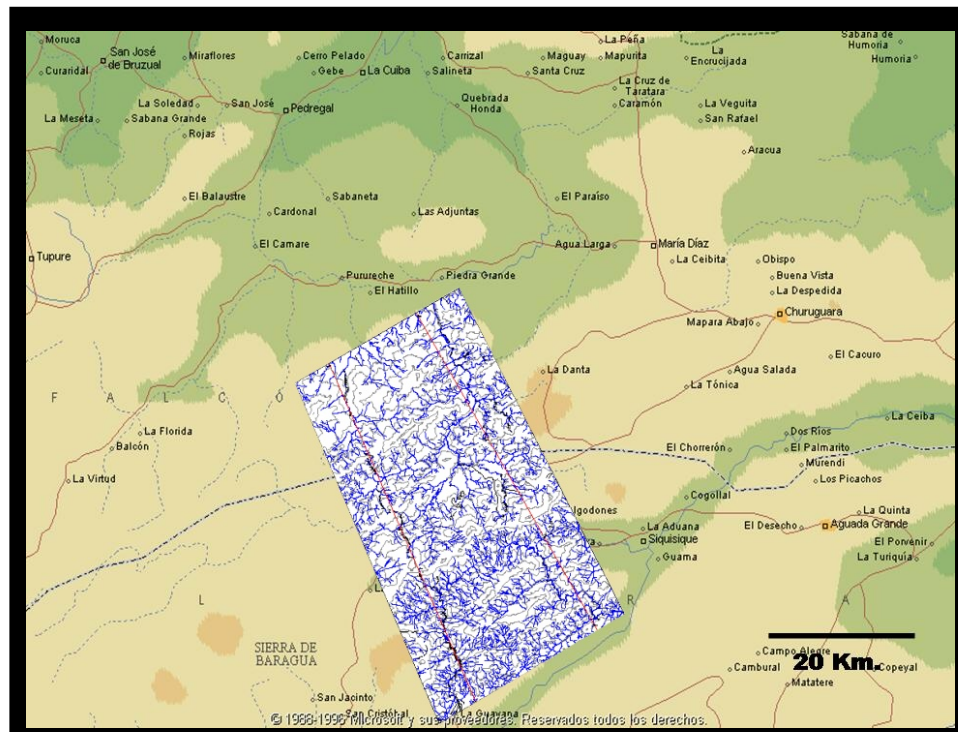 Moruca
San José
de Bruzual
Miraflores
Cerro Pelado
Carrizal
Maguay
La Peña
Mapurita
La
Encrucijada
Sabana de
Humoria
Humoria
Curaridal
Gebe
La Cuiba
Salineta
Santa Cruz
La Cruz de
Taratara
La Soledad
San José
Pedregal
Quebrada
Honda
Caramón
La Veguita
La Meseta
Sabana Grande
San Rafael
Rojas
Aracua
El Balaustre
Sabaneta
El Paraíso
Cardonal
Las Adjuntas
El Camare
Agua Larga
María Díaz
Tupure
La Ceibita
Obispo
Purureche
Piedra Grande
Buena Vista
El Hatillo
La Despedida
Churuguara
Mapara Abajo
El Cacuro
La Danta
Agua Salada
La Tónica
F A L C Ó
La Ceiba
La Florida
Dos Ríos
Balcón
El Chorrerón
El Palmarito
Murendi
La Virtud
Los Picachos
Cogollal
lgodones
La Quinta
La Aduana
El Desecho
Aguada Grande
Siquisique
El Porvenir
Guama
La Turiquía
L R A
SIERRA DE
BARAGUA
20 Km.
Campo Alegre
Cambural
Copeyal
Matatere
San Jacinto
San Cristóbal
La Guayana
© 1988-1996 Microsoft y sus proveedores. Reservados todos los derechos.